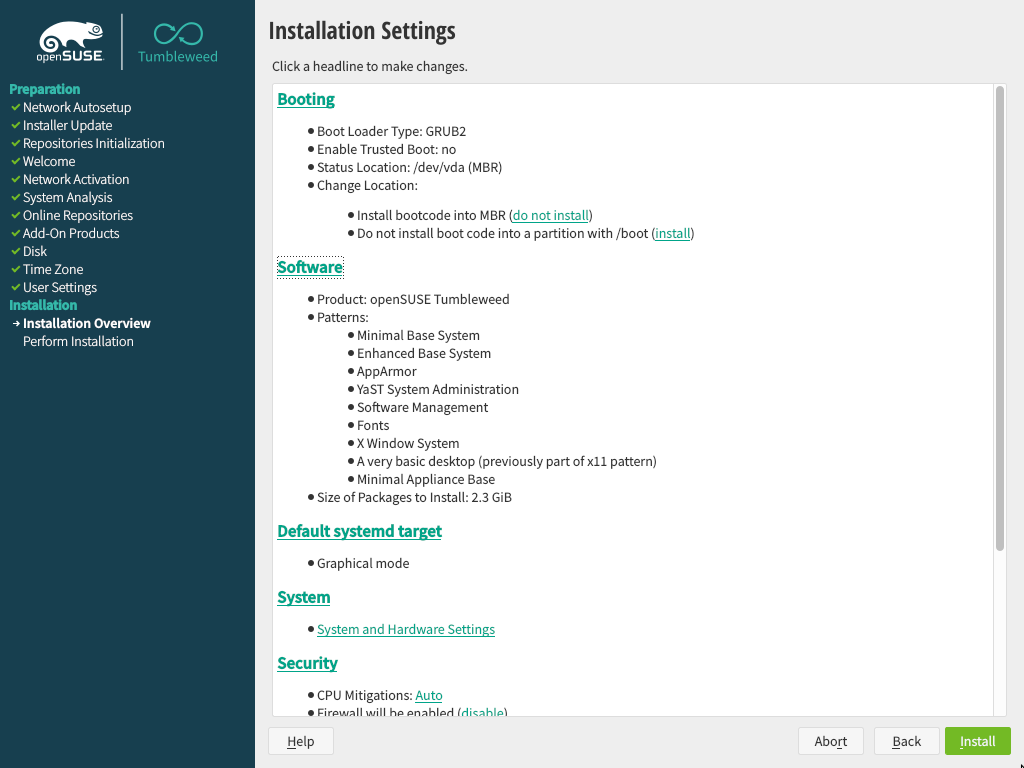 openSUSE
Tumbleweed
Preparation
Network Autosetup
Installer Update
Repositories Initialization
Welcome
Network Activation
System Analysis
Online Repositories
Add-On Products
Disk
Time Zone
User Settings
Installation
Installation Overview
Perform Installation
Installation Settings
Click a headline to make changes.
Booting
Boot Loader Type: GRUB2
Enable Trusted Boot: no
Status Location: /dev/vda (MBR)
Change Location:
Install bootcode into MBR (do not install)
Do not install boot code into a partition with /boot (install)
Software
Product: openSUSE Tumbleweed
Patterns:
Minimal Base System
Enhanced Base System
AppArmor
YaST System Administration
Software Management
Fonts
X Window System
A very basic desktop (previously part of x11 pattern)
Minimal Appliance Base
Size of Packages to Install: 2.3 GiB
Default systemd target
Graphical mode
System
System and Hardware Settings
Security
CPU Mitigations: Auto
Firewall will be enabled (disable)
Help
Abort
Back
Install